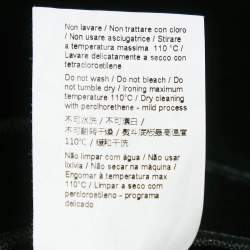 Non lavare / Non trattare con cloro
/ Non usare asciugatrice / Stirare
a temperatura massima 110 °C /
Lavare delicatamente a secco con
tetracloroetilene
Do not wash / Do not bleach / Do
not tumble dry / Ironing maximum
temperature 110°C / Dry cleaning
with perclhorethene - mild process
不可水洗 / 不可漂白 /
不可翻转干燥 / 熨斗底板最高温度
110℃ / 缓和干洗
Não limpar com água / Não usar
lixivia / Não secar na máquina /
Engomar à temperatura max
110°C / Limpar a seco com
percloroetileno - programa
delicado